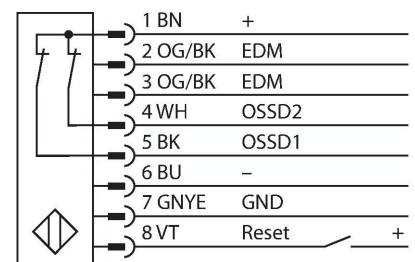 1 BN +
2 OG/BK EDM
3 OG/BK EDM
4 WH OSSD2
5 BK OSSD1
6 BU –
7 GNYE GND
8 VT Reset +